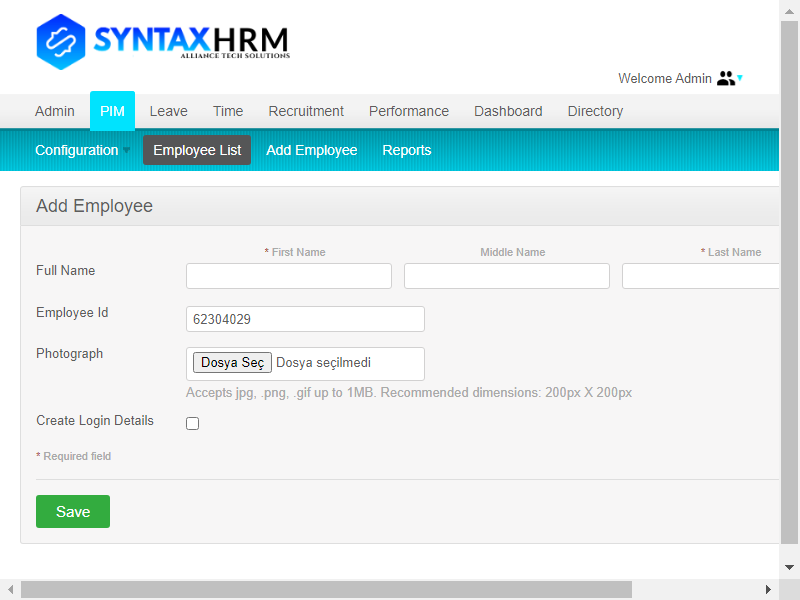 SYNTAXHRM
ALLIANCE TECH SOLUTIONS
Welcome Admin
Admin PIM Leave Time Recruitment Performance Dashboard Directory
Configuration Employee List Add Employee Reports
Add Employee
* First Name Middle Name * Last Name
Full Name
Employee Id 62304029
Photograph Dosya Seç Dosya seçilmedi
Accepts jpg, .png, .gif up to 1MB. Recommended dimensions: 200px X 200px
Create Login Details
* Required field
Save